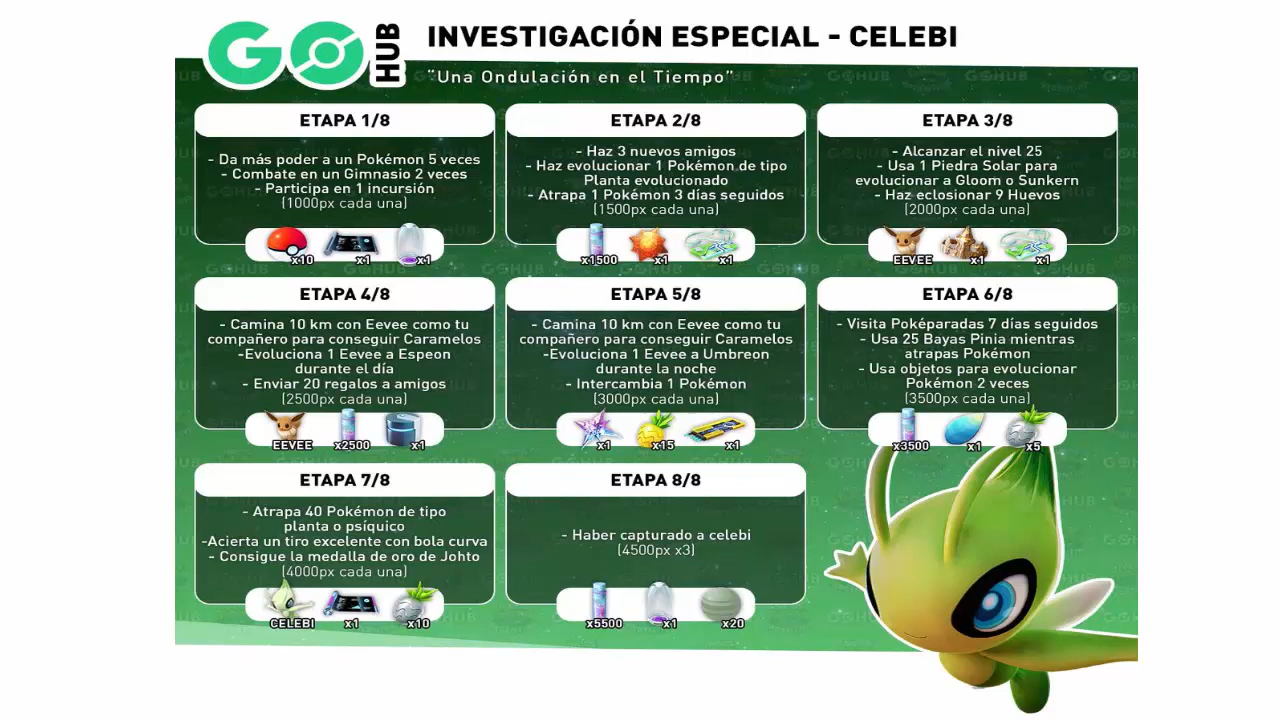 GO HUB
INVESTIGACIÓN ESPECIAL - CELEBI
"Una Ondulación en el Tiempo"
ETAPA 1/8
- Da más poder a un Pokémon 5 veces
- Combate en un Gimnasio 2 veces
- Participa en 1 incursión
(1000px cada una)
x10
x1
x1
ETAPA 2/8
- Haz 3 nuevos amigos
- Haz evolucionar 1 Pokémon de tipo
Planta evolucionado
- Atrapa 1 Pokémon 3 días seguidos
(1500px cada una)
x1500
x1
x1
ETAPA 3/8
- Alcanzar el nivel 25
- Usa 1 Piedra Solar para
evolucionar a Gloom o Sunkern
- Haz eclosionar 9 Huevos
(2000px cada una)
EEVEE
x1
x1
ETAPA 4/8
- Camina 10 km con Eevee como tu
compañero para conseguir Caramelos
-Evoluciona 1 Eevee a Espeon
durante el día
- Enviar 20 regalos a amigos
(2500px cada una)
EEVEE
x2500
x1
ETAPA 5/8
- Camina 10 km con Eevee como tu
compañero para conseguir Caramelos
-Evoluciona 1 Eevee a Umbreon
durante la noche
- Intercambia 1 Pokémon
(3000px cada una)
x1
x15
x1
ETAPA 6/8
- Visita Poképaradas 7 días seguidos
- Usa 25 Bayas Pinia mientras
atrapas Pokémon
- Usa objetos para evolucionar
Pokémon 2 veces
(3500px cada una)
x3500
x1
x5
ETAPA 7/8
- Atrapa 40 Pokémon de tipo
planta o psíquico
-Acierta un tiro excelente con bola curva
- Consigue la medalla de oro de Johto
(4000px cada una)
CELEBI
x1
x10
ETAPA 8/8
- Haber capturado a celebi
(4500px x3)
x5500
x1
x20